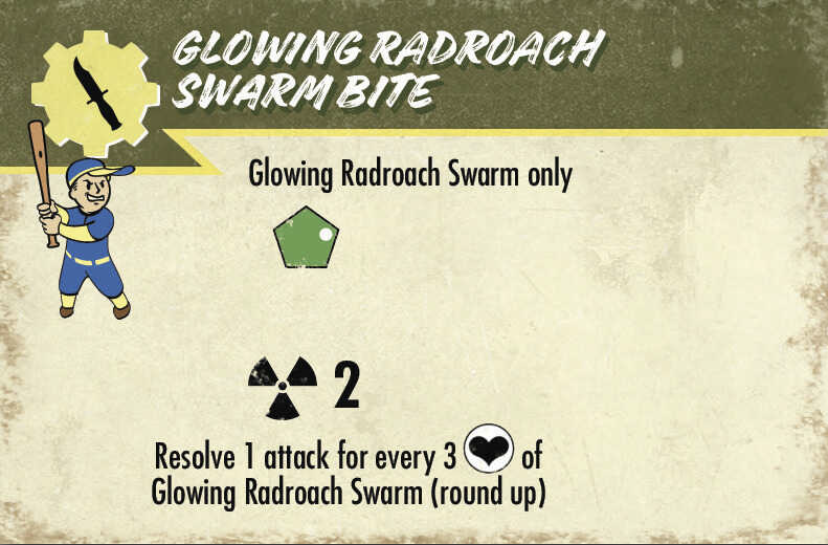 GLOWING RADROACH
SWARM BITE
Glowing Radroach Swarm only
2
Resolve 1 attack for every 3 of
Glowing Radroach Swarm (round up)